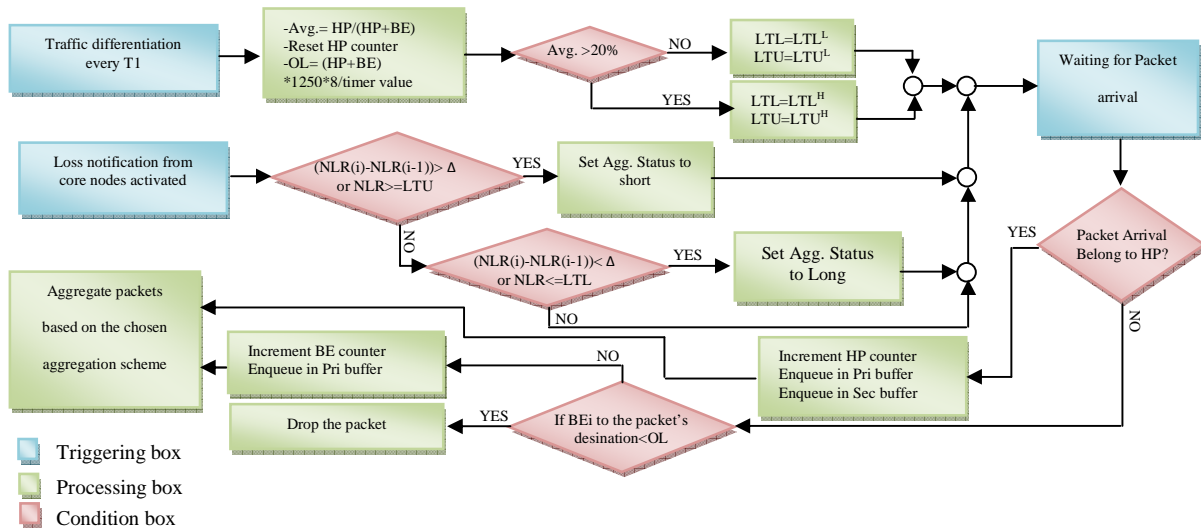 Traffic differentiation
every T1
-Avg.= HP/(HP+BE)
-Reset HP counter
-OL= (HP+BE)
*1250*8/timer value
Avg. >20%
NO
YES
LTL=LTL^L
LTU=LTU^L
LTL=LTL^H
LTU=LTU^H
Waiting for Packet
arrival
Loss notification from
core nodes activated
(NLR(i)-NLR(i-1))> Δ
or NLR>=LTU
YES
NO
Set Agg. Status to
short
(NLR(i)-NLR(i-1))< Δ
or NLR<=LTL
YES
NO
Set Agg. Status
to Long
Packet Arrival
Belong to HP?
YES
NO
Aggregate packets
based on the chosen
aggregation scheme
Increment BE counter
Enqueue in Pri buffer
NO
Increment HP counter
Enqueue in Pri buffer
Enqueue in Sec buffer
Drop the packet
YES
If BEi to the packet's
desination<OL
Triggering box
Processing box
Condition box